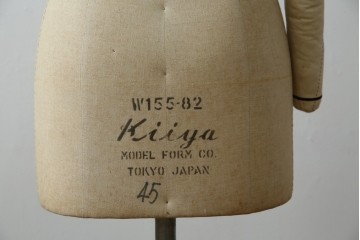 W155-82
Kiiya
MODEL FORM CO.
TOKYO JAPAN
45